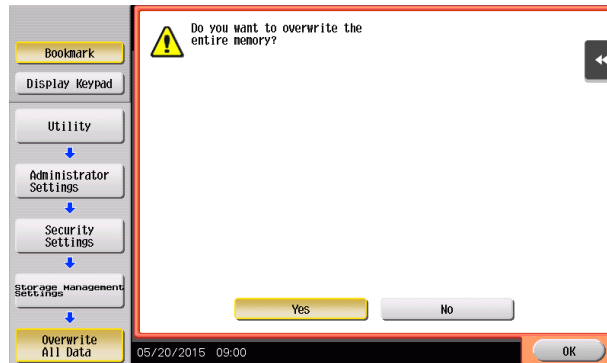 Bookmark
Display Keypad
Utility
Administrator
Settings
Security
Settings
Storage Management
Settings
Overwrite
All Data
Do you want to overwrite the
entire memory?
Yes
No
05/20/2015 09:00
OK